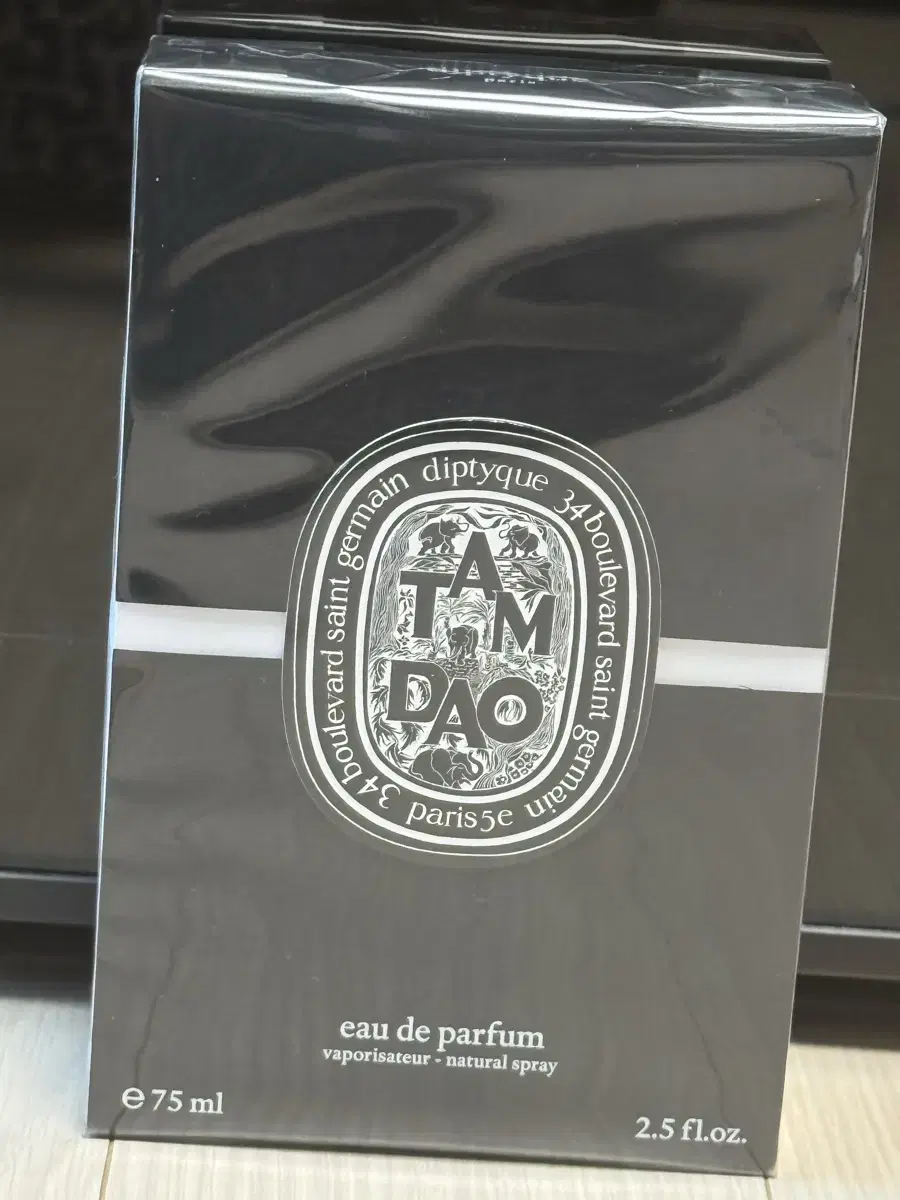 paris
diptyque 34 boulevard saint germain paris5e 34 boulevard saint germain
TAM
DAO
eau de parfum
vaporisateur - natural spray
e 75 ml
2.5 fl.oz.